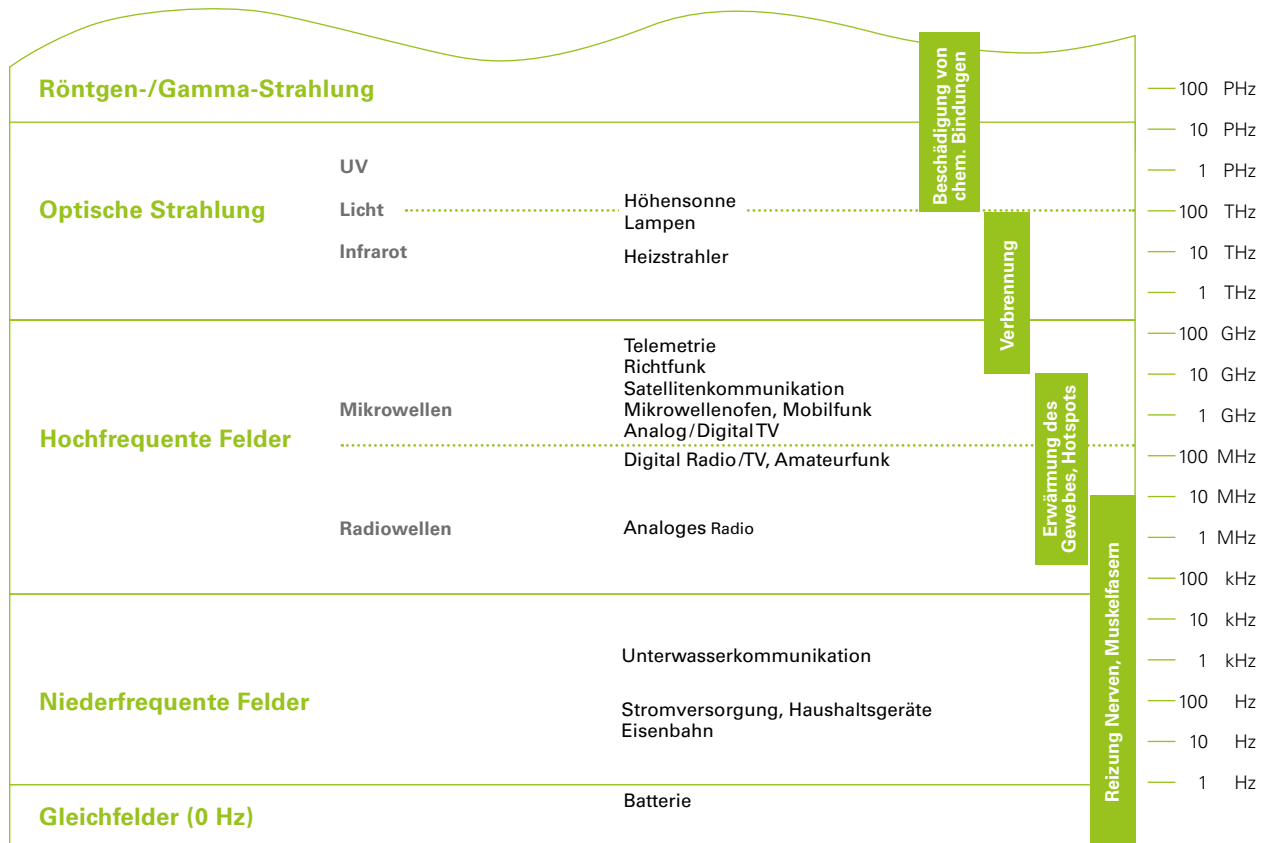 Röntgen-/Gamma-Strahlung
Optische Strahlung
UV
Licht
Infrarot
Höhensonne
Lampen
Heizstrahler
Hochfrequente Felder
Mikrowellen
Radiowellen
Telemetrie
Richtfunk
Satellitenkommunikation
Mikrowellenofen, Mobilfunk
Analog/Digital TV
Digital Radio/TV, Amateurfunk
Analoges Radio
Niederfrequente Felder
Unterwasserkommunikation
Stromversorgung, Haushaltsgeräte
Eisenbahn
Gleichfelder (0 Hz)
Batterie
Beschädigung von
chem. Bindungen
Verbrennung
Erwärmung des
Gewebes, Hotspots
Reizung Nerven, Muskelfasern
100 PHz
10 PHz
1 PHz
100 THz
10 THz
1 THz
100 GHz
10 GHz
1 GHz
100 MHz
10 MHz
1 MHz
100 kHz
10 kHz
1 kHz
100 Hz
10 Hz
1 Hz